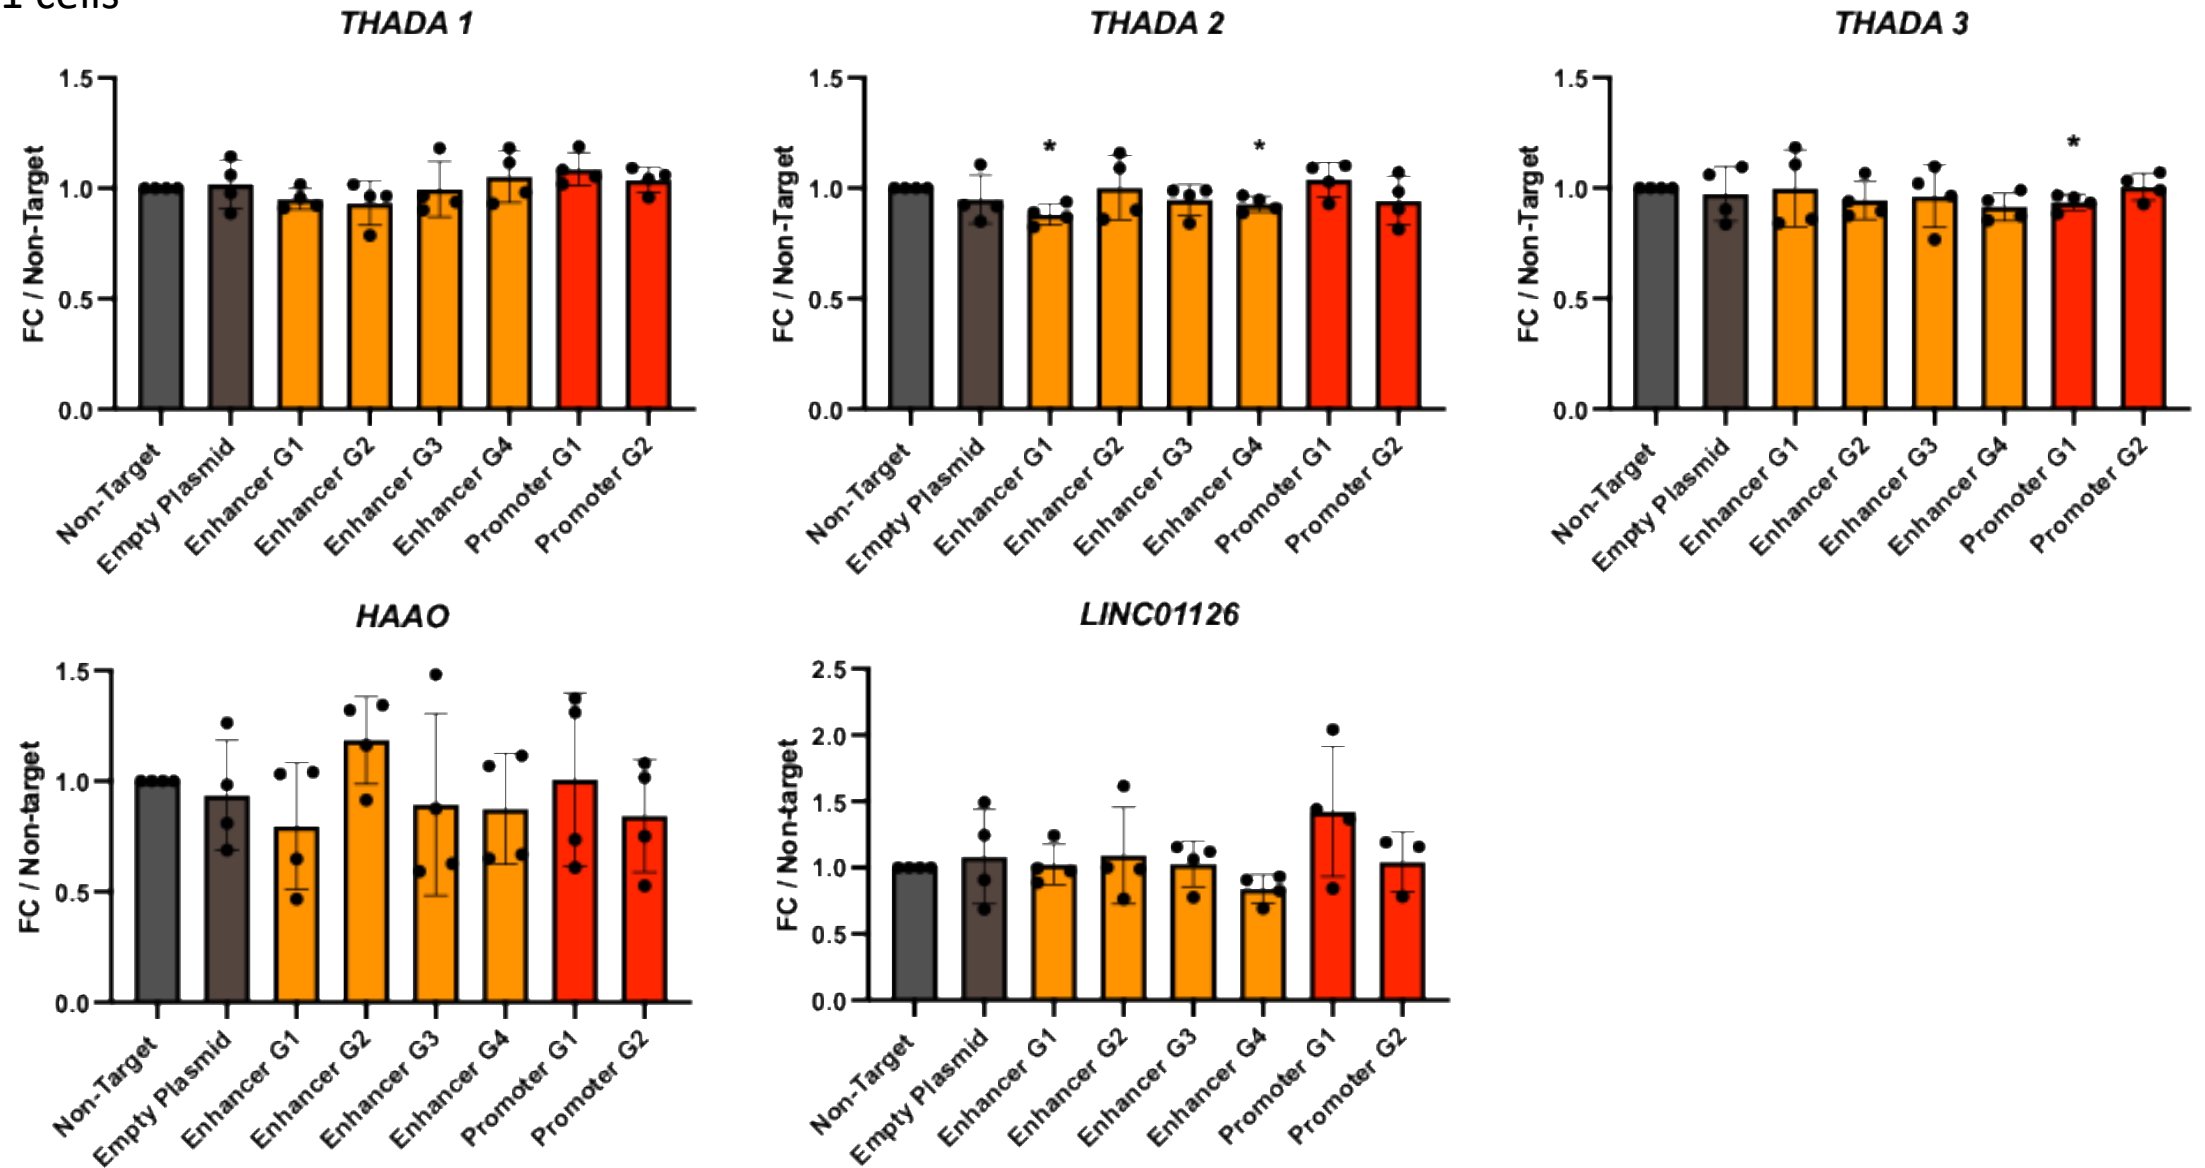 1 cells
THADA 1
THADA 2
THADA 3
FC / Non-Target
1.5
1.0
0.5
0.0
Non-Target
Empty Plasmid
Enhancer G1
Enhancer G2
Enhancer G3
Enhancer G4
Promoter G1
Promoter G2
FC / Non-Target
1.5
1.0
0.5
0.0
*
*
Non-Target
Empty Plasmid
Enhancer G1
Enhancer G2
Enhancer G3
Enhancer G4
Promoter G1
Promoter G2
FC / Non-Target
1.5
1.0
0.5
0.0
*
Non-Target
Empty Plasmid
Enhancer G1
Enhancer G2
Enhancer G3
Enhancer G4
Promoter G1
Promoter G2
HAAO
LINC01126
FC / Non-target
1.5
1.0
0.5
0.0
Non-Target
Empty Plasmid
Enhancer G1
Enhancer G2
Enhancer G3
Enhancer G4
Promoter G1
Promoter G2
FC / Non-target
2.5
2.0
1.5
1.0
0.5
0.0
Non-Target
Empty Plasmid
Enhancer G1
Enhancer G2
Enhancer G3
Enhancer G4
Promoter G1
Promoter G2